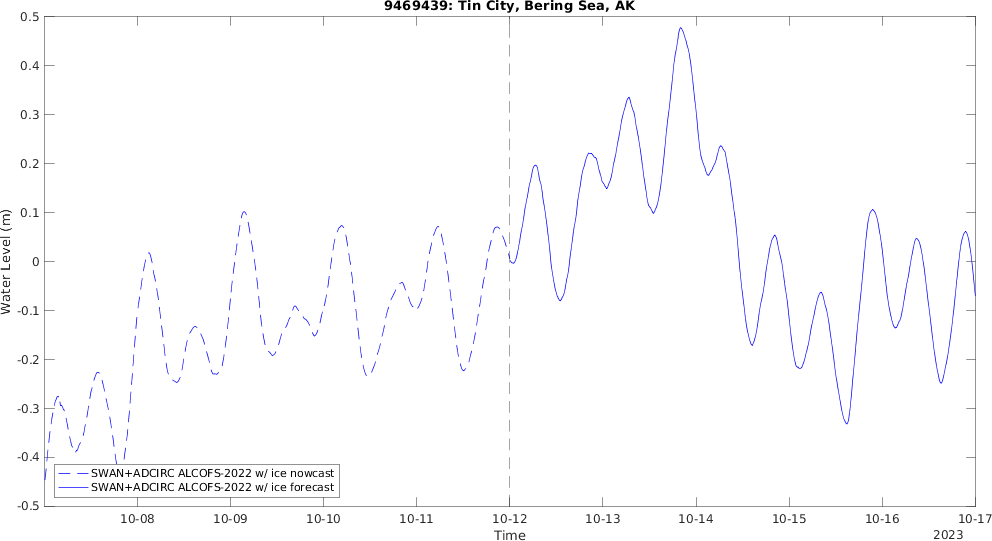 9469439: Tin City, Bering Sea, AK
Water Level (m)
0.5
0.4
0.3
0.2
0.1
0
-0.1
-0.2
-0.3
-0.4
-0.5
SWAN+ADCIRC ALCOFS-2022 w/ ice nowcast
SWAN+ADCIRC ALCOFS-2022 w/ ice forecast
10-08 10-09 10-10 10-11 10-12 10-13 10-14 10-15 10-16 10-17
Time
2023